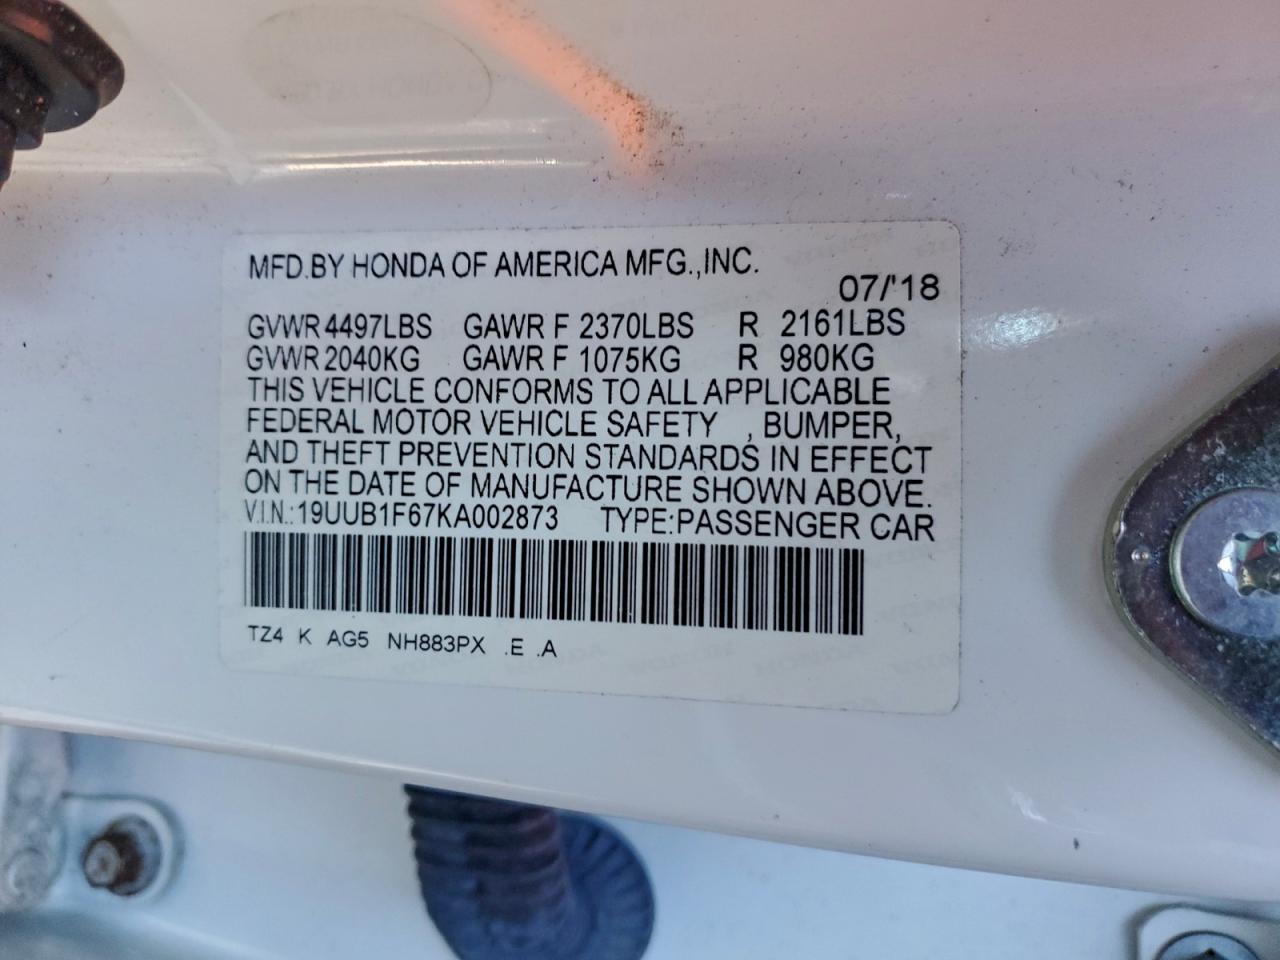 MFD.BY HONDA OF AMERICA MFG.,INC.
07/'18
GVWR 4497LBS GAWR F 2370LBS R 2161LBS
GVWR 2040KG GAWR F 1075KG R 980KG
THIS VEHICLE CONFORMS TO ALL APPLICABLE
FEDERAL MOTOR VEHICLE SAFETY , BUMPER,
AND THEFT PREVENTION STANDARDS IN EFFECT
ON THE DATE OF MANUFACTURE SHOWN ABOVE.
V.I.N.:19UUB1F67KA002873 TYPE:PASSENGER CAR
TZ4 K AG5 NH883PX .E .A